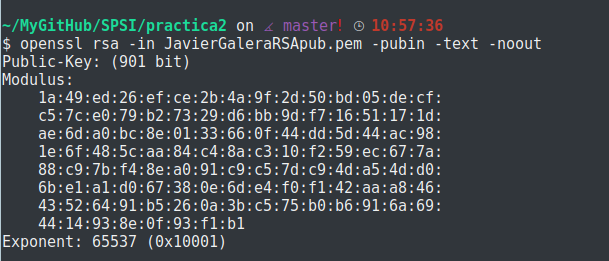 ~/MyGitHub/SPSI/practica2 on ⦟ master! ◷ 10:57:36
$ openssl rsa -in JavierGaleraRSApub.pem -pubin -text -noout
Public-Key: (901 bit)
Modulus:
    1a:49:ed:26:ef:ce:2b:4a:9f:2d:50:bd:05:de:cf:
    c5:7c:e0:79:b2:73:29:d6:bb:9d:f7:16:51:17:1d:
    ae:6d:a0:bc:8e:01:33:66:0f:44:dd:5d:44:ac:98:
    1e:6f:48:5c:aa:84:c4:8a:c3:10:f2:59:ec:67:7a:
    88:c9:7b:f4:8e:a0:91:c9:c5:7d:c9:4d:a5:4d:d0:
    6b:e1:a1:d0:67:38:0e:6d:e4:f0:f1:42:aa:a8:46:
    43:52:64:91:b5:26:0a:3b:c5:75:b0:b6:91:6a:69:
    44:14:93:8e:0f:93:f1:b1
Exponent: 65537 (0x10001)